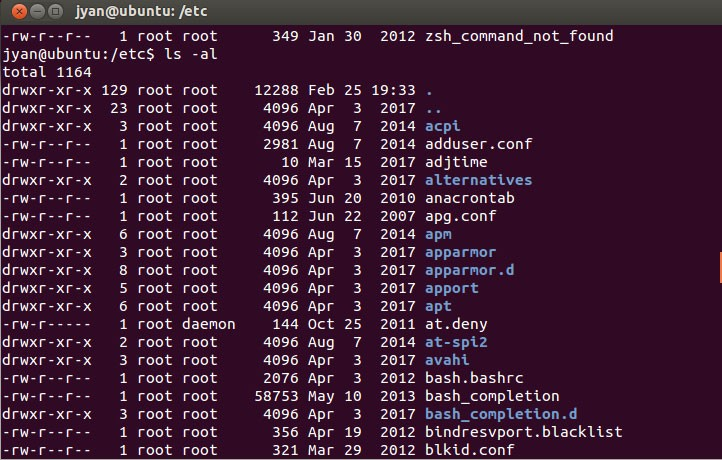 jyan@ubuntu: /etc
-rw-r--r--   1 root root      349 Jan 30  2012 zsh_command_not_found
jyan@ubuntu:/etc$ ls -al
total 1164
drwxr-xr-x 129 root root    12288 Feb 25 19:33 .
drwxr-xr-x  23 root root     4096 Apr  3  2017 ..
drwxr-xr-x   3 root root     4096 Aug  7  2014 acpi
-rw-r--r--   1 root root     2981 Aug  7  2014 adduser.conf
-rw-r--r--   1 root root       10 Mar 15  2017 adjtime
drwxr-xr-x   2 root root     4096 Apr  3  2017 alternatives
-rw-r--r--   1 root root      395 Jun 20  2010 anacrontab
-rw-r--r--   1 root root      112 Jun 22  2007 apg.conf
drwxr-xr-x   6 root root     4096 Aug  7  2014 apm
drwxr-xr-x   3 root root     4096 Apr  3  2017 apparmor
drwxr-xr-x   8 root root     4096 Apr  3  2017 apparmor.d
drwxr-xr-x   5 root root     4096 Apr  3  2017 apport
drwxr-xr-x   6 root root     4096 Apr  3  2017 apt
-rw-r-----   1 root daemon    144 Oct 25  2011 at.deny
drwxr-xr-x   2 root root     4096 Aug  7  2014 at-spi2
drwxr-xr-x   3 root root     4096 Apr  3  2017 avahi
-rw-r--r--   1 root root     2076 Apr  3  2012 bash.bashrc
-rw-r--r--   1 root root    58753 May 10  2013 bash_completion
drwxr-xr-x   3 root root     4096 Apr  3  2017 bash_completion.d
-rw-r--r--   1 root root      356 Apr 19  2012 bindresvport.blacklist
-rw-r--r--   1 root root      321 Mar 29  2012 blkid.conf